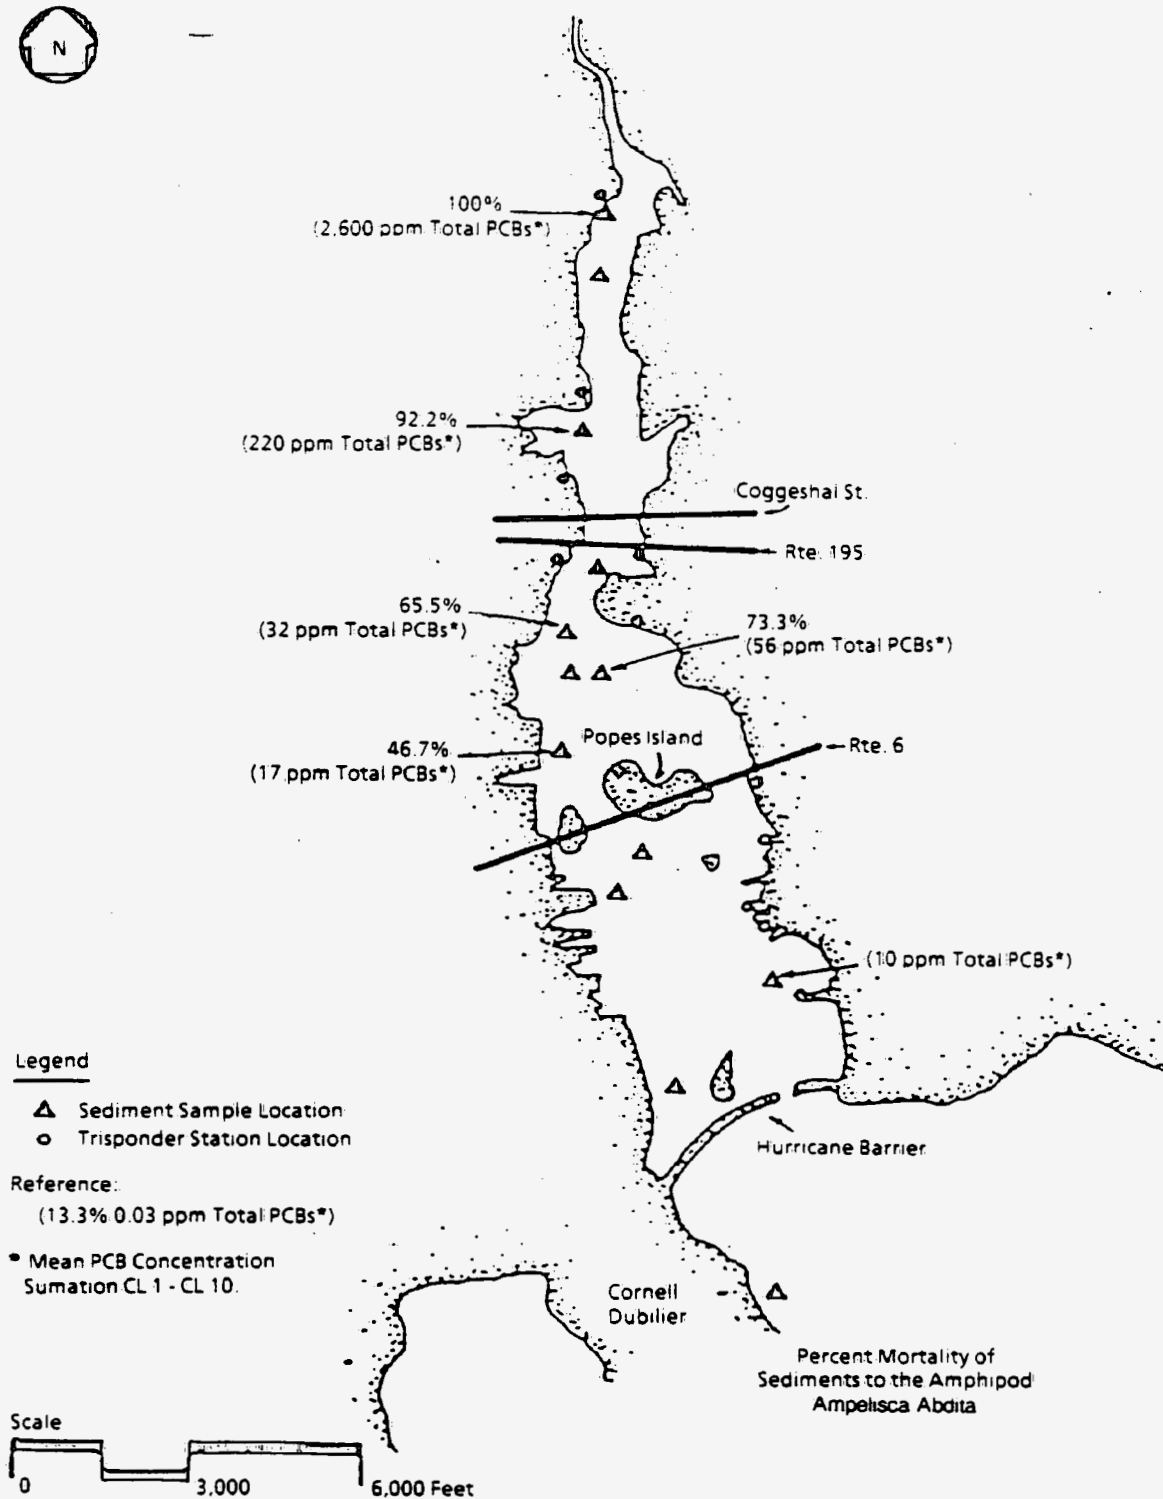 N
100%
(2,600 ppm Total PCBs*)
92.2%
(220 ppm Total PCBs*)
Coggeshal St.
Rte. 195
65.5%
(32 ppm Total PCBs*)
73.3%
(56 ppm Total PCBs*)
46.7%
(17 ppm Total PCBs*)
Popes Island
Rte. 6
(10 ppm Total PCBs*)
Legend
Sediment Sample Location
Trisponder Station Location
Hurricane Barrier
Reference:
(13.3% 0.03 ppm Total PCBs*)
* Mean PCB Concentration
Sumation CL 1 - CL 10.
Cornell
Dubilier
Percent Mortality of
Sediments to the Amphipod
Ampelisca Abdita
Scale
0 3,000 6,000 Feet